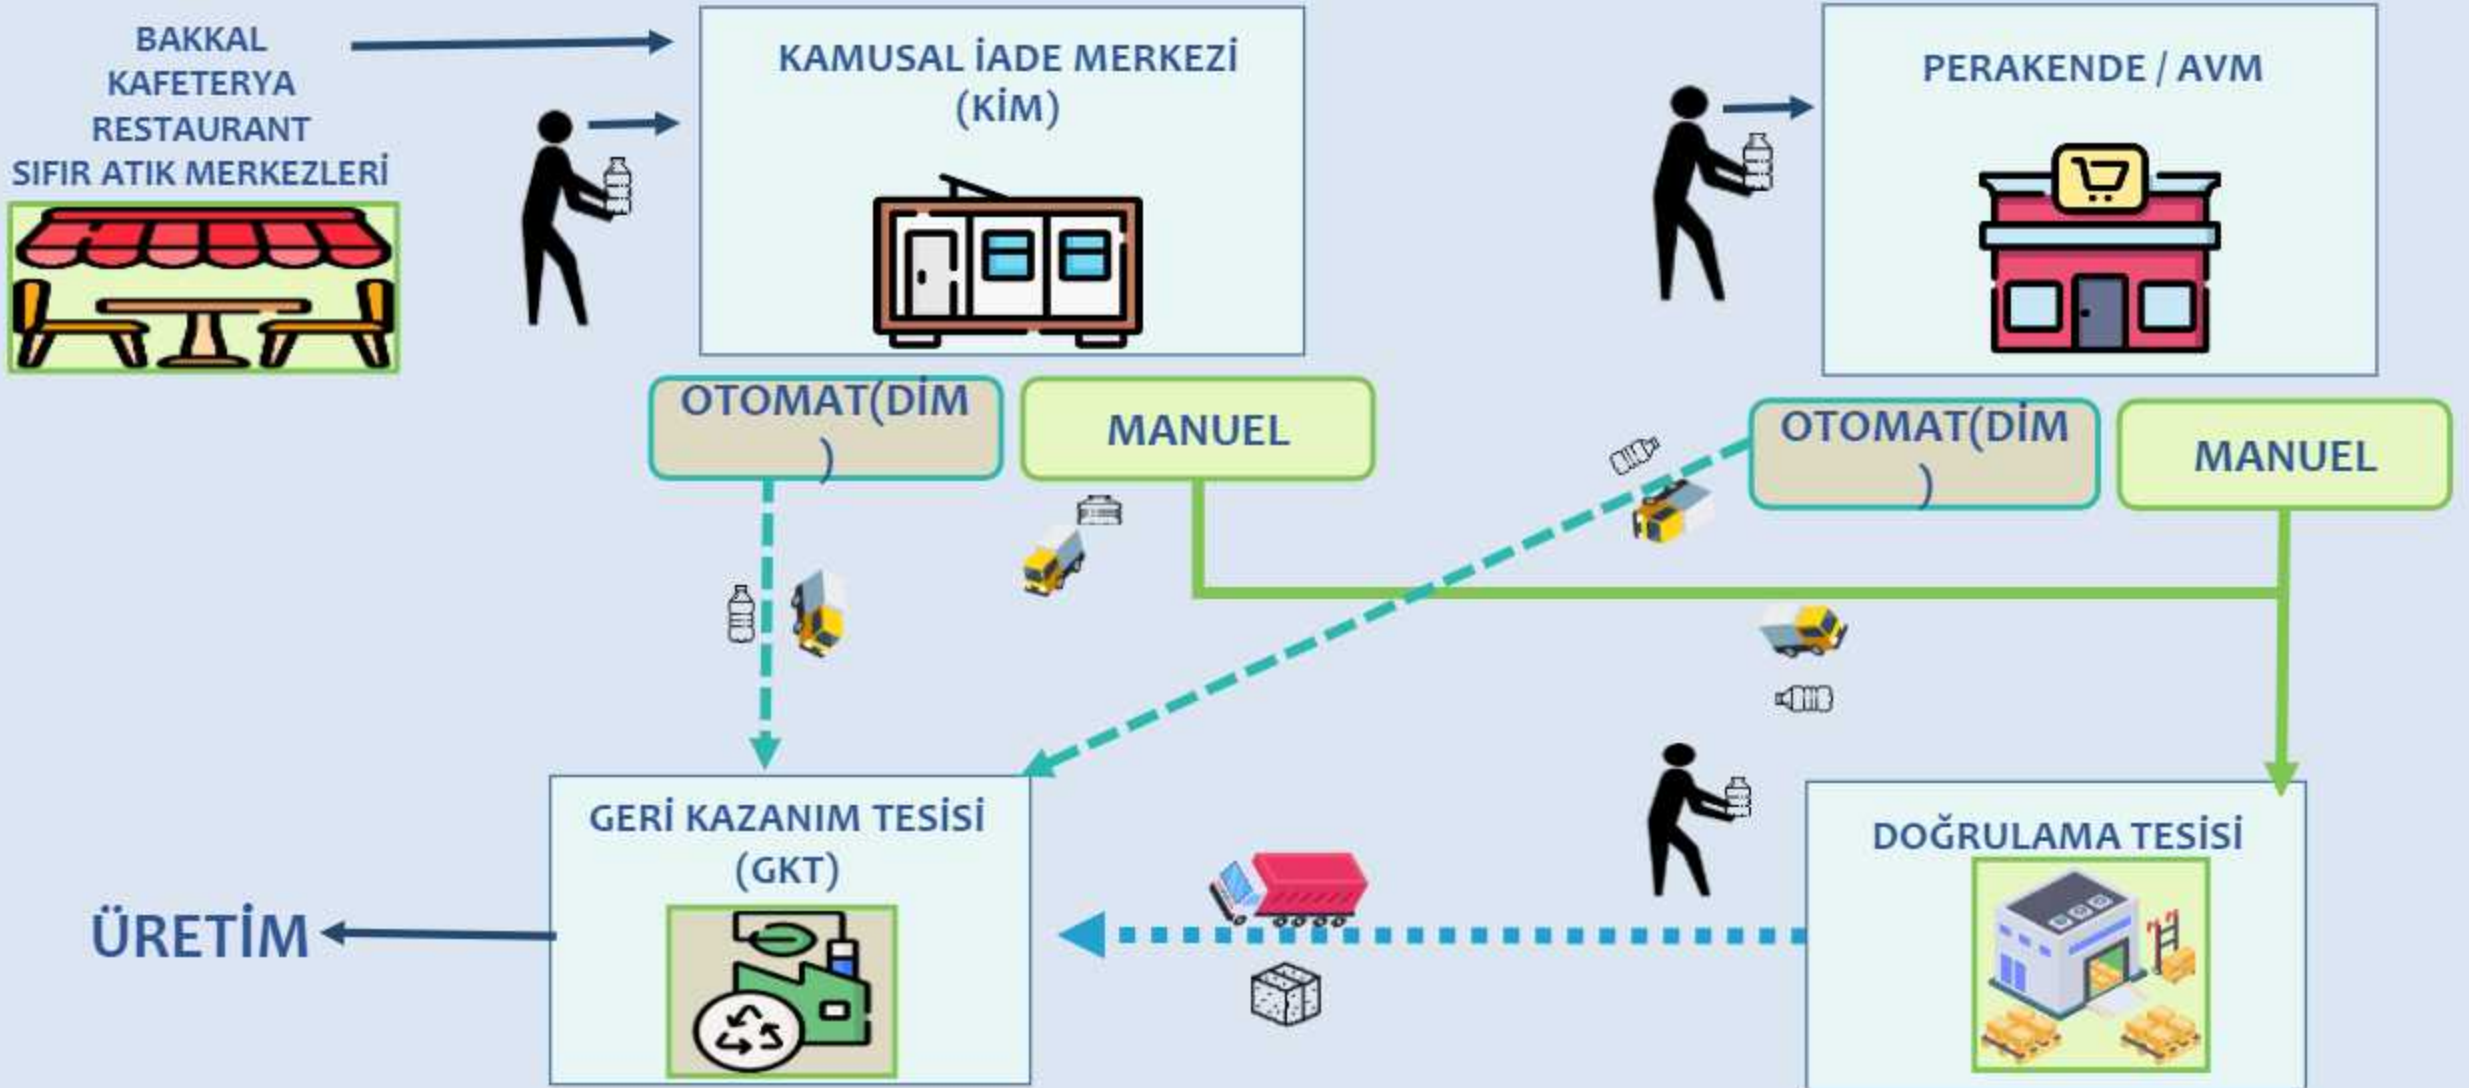 BAKKAL
KAFETERYA
RESTAURANT
SIFIR ATIK MERKEZLERİ
KAMUSAL İADE MERKEZİ
(KİM)
PERAKENDE / AVM
OTOMAT(DİM
)
MANUEL
OTOMAT(DİM
)
MANUEL
GERİ KAZANIM TESİSİ
(GKT)
DOĞRULAMA TESİSİ
ÜRETİM